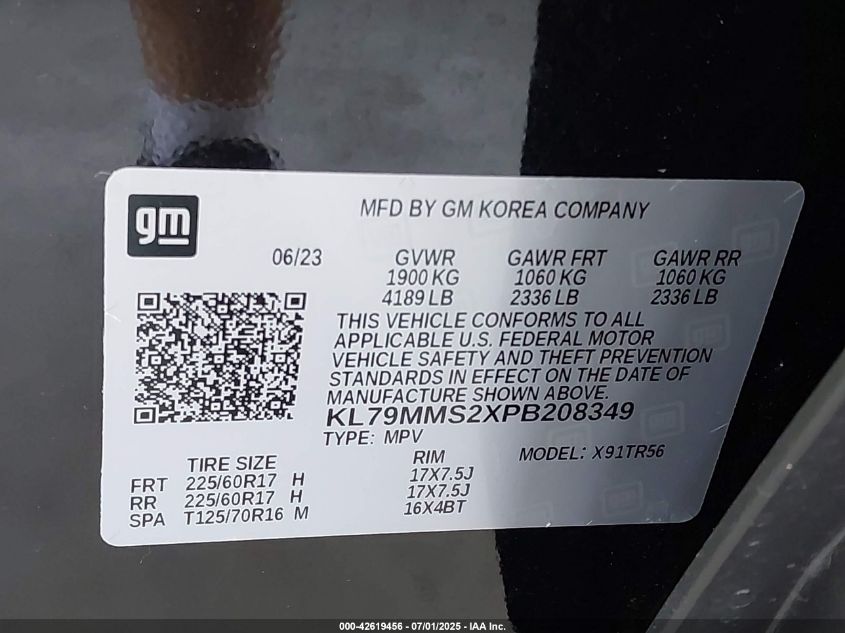 gm
MFD BY GM KOREA COMPANY
06/23 GVWR GAWR FRT GAWR RR
1900 KG 1060 KG 1060 KG
4189 LB 2336 LB 2336 LB
THIS VEHICLE CONFORMS TO ALL
APPLICABLE U.S. FEDERAL MOTOR
VEHICLE SAFETY AND THEFT PREVENTION
STANDARDS IN EFFECT ON THE DATE OF
MANUFACTURE SHOWN ABOVE.
KL79MMS2XPB208349
TYPE: MPV MODEL: X91TR56
TIRE SIZE RIM
FRT 225/60R17 H 17X7.5J
RR 225/60R17 H 17X7.5J
SPA T125/70R16 M 16X4BT
000-42619456 - 07/01/2025 - IAA Inc.